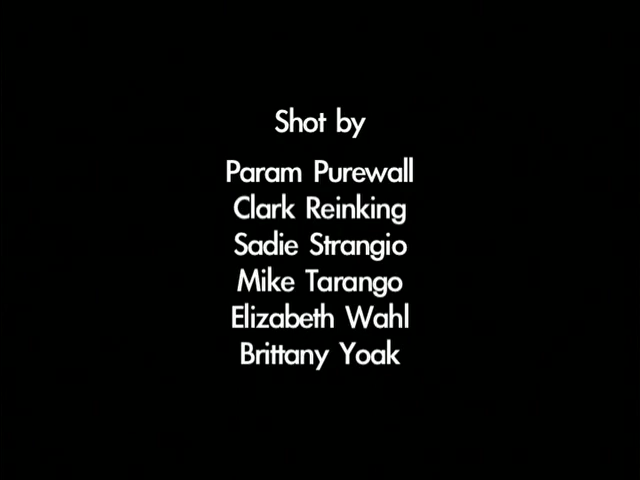 Shot by
Param Purewall
Clark Reinking
Sadie Strangio
Mike Tarango
Elizabeth Wahl
Brittany Yoak